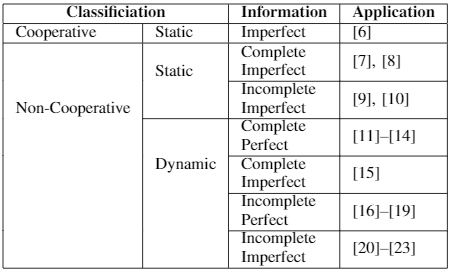 Classificiation Information Application
Cooperative Static Imperfect [6]
Non-Cooperative Static Complete Imperfect [7], [8]
Incomplete Imperfect [9], [10]
Dynamic Complete Perfect [11]–[14]
Complete Imperfect [15]
Incomplete Perfect [16]–[19]
Incomplete Imperfect [20]–[23]